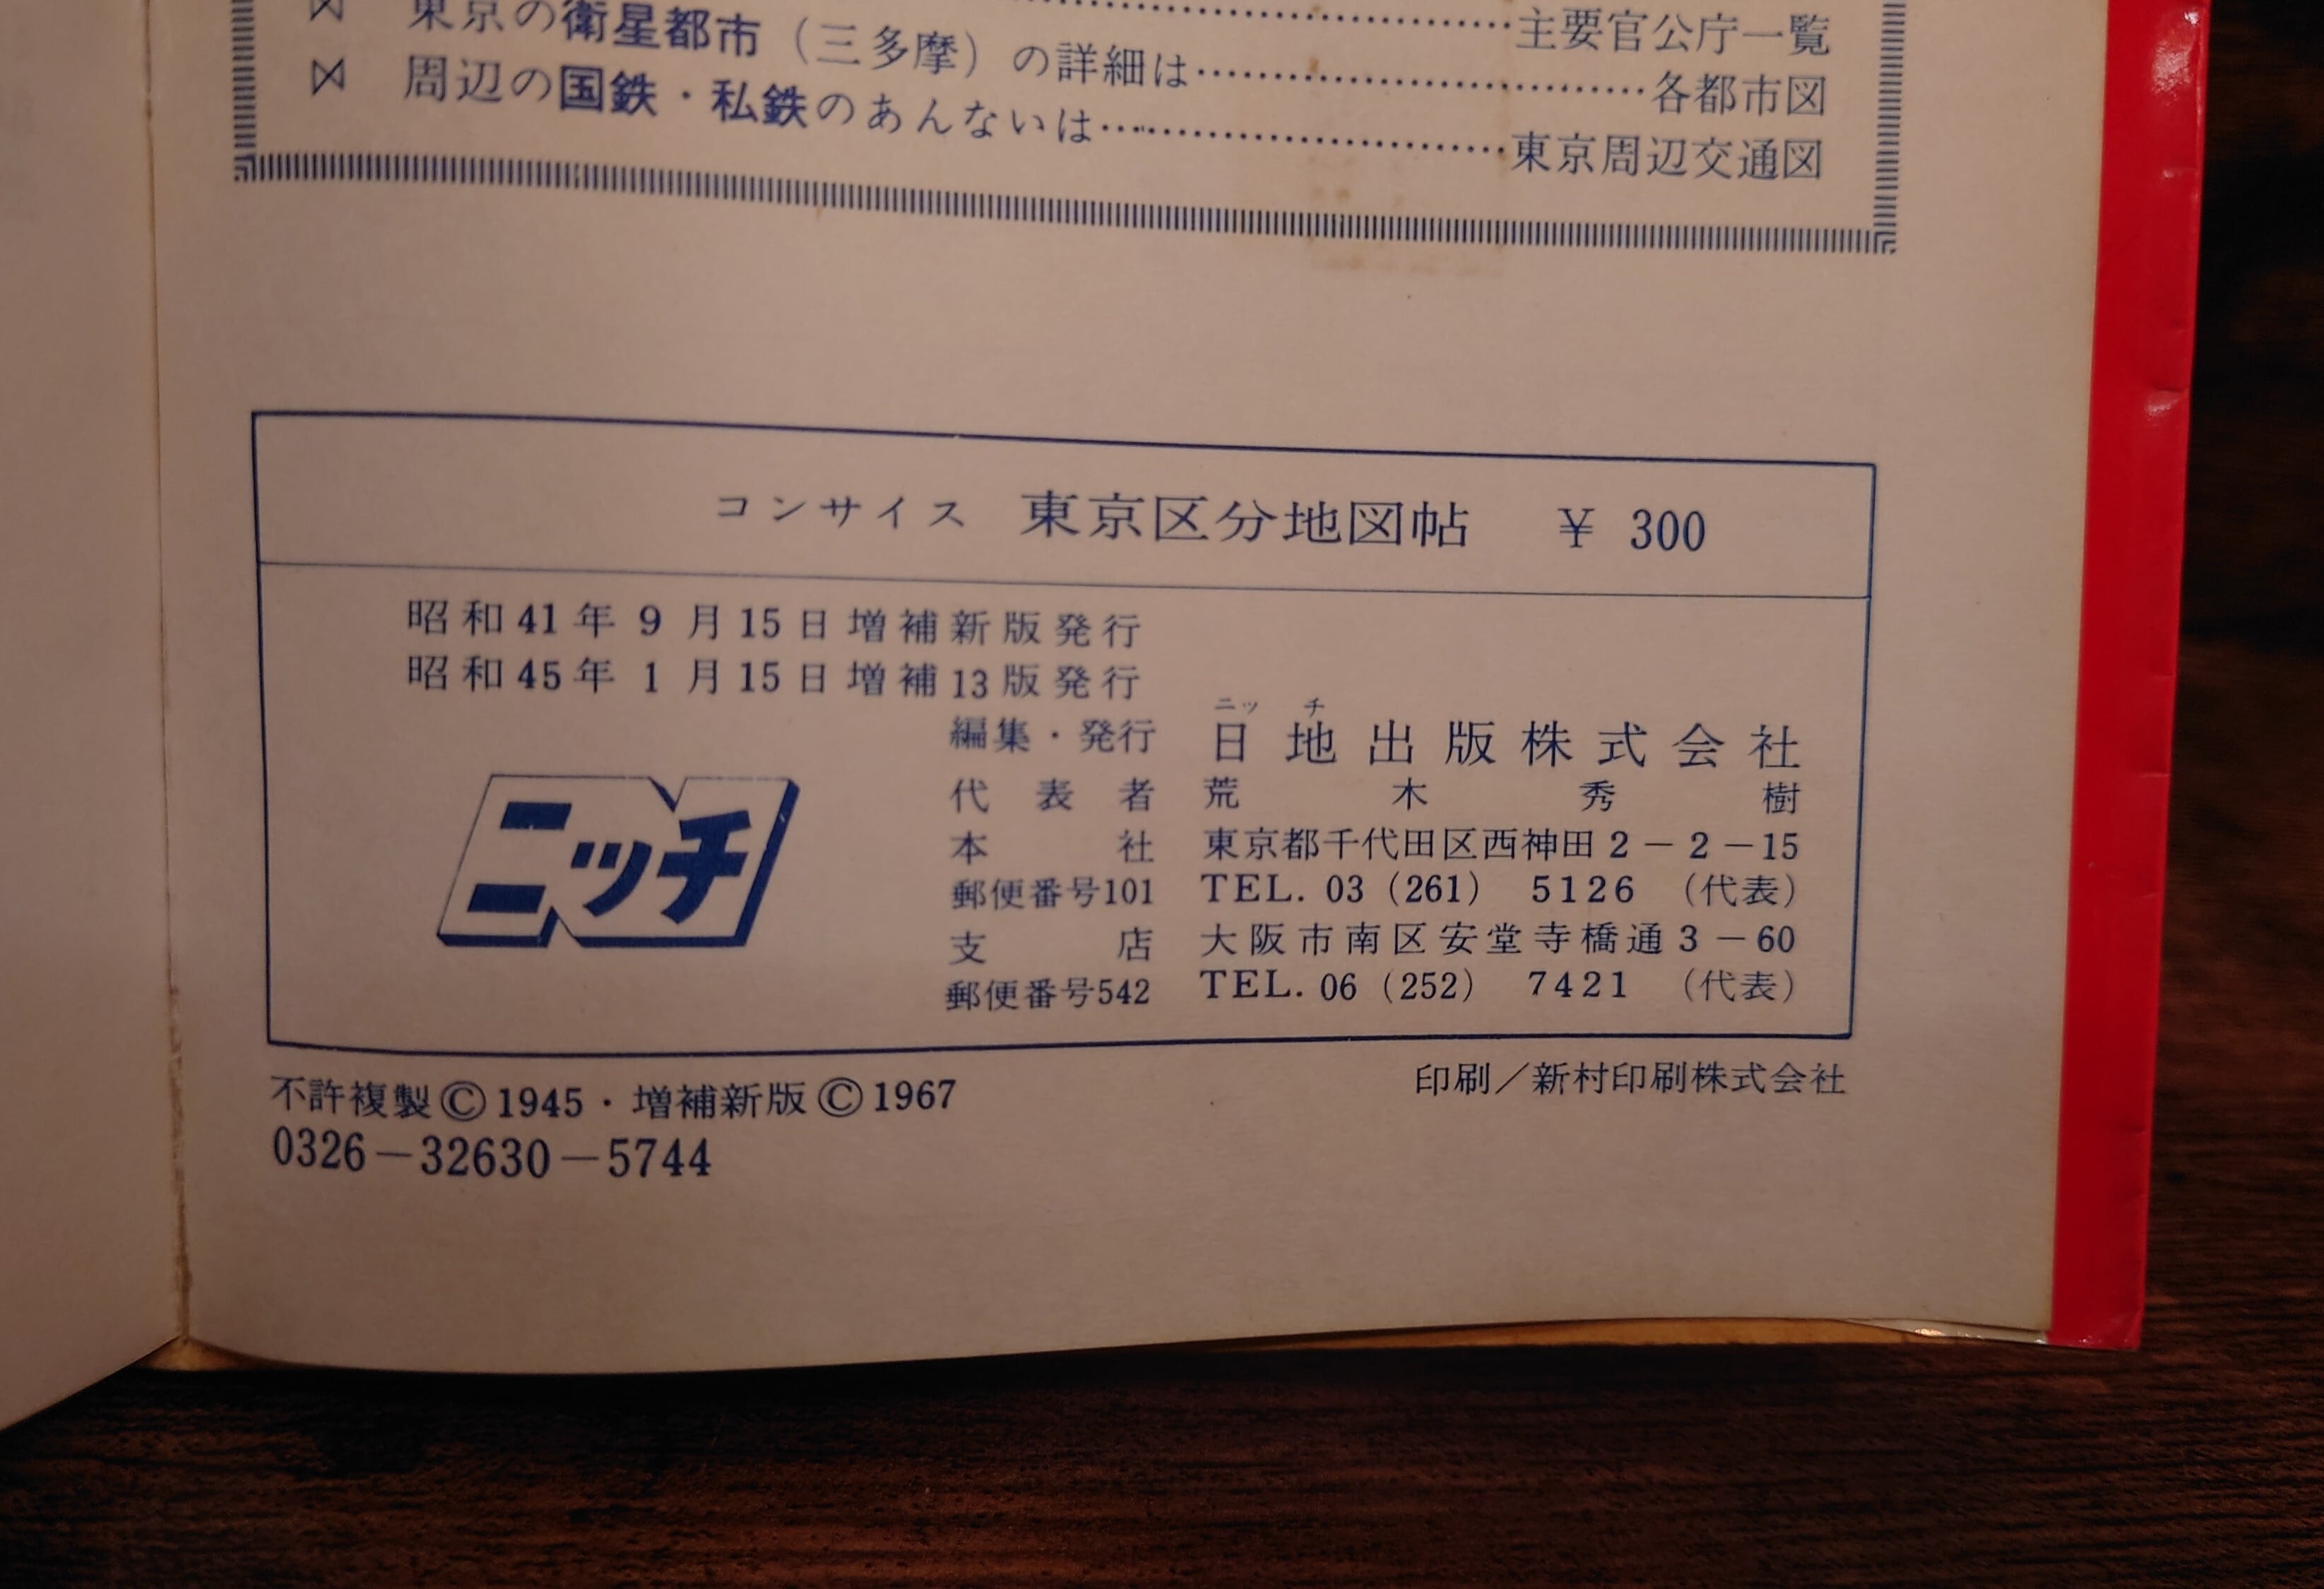 主要官公庁一覧
東京の衛星都市（三多摩）の詳細は……………………各都市図
周辺の国鉄・私鉄のあんないは……………………東京周辺交通図
コンサイス 東京区分地図帖 ￥300
昭和41年9月15日増補新版発行
昭和45年1月15日増補13版発行
ニッチ
編集・発行 日地出版株式会社
代表者 荒木秀樹
本社 東京都千代田区西神田2－2－15
郵便番号101 TEL. 03（261） 5126 （代表）
支店 大阪市南区安堂寺橋通3－60
郵便番号542 TEL. 06（252） 7421 （代表）
ニッチ
印刷／新村印刷株式会社
不許複製©1945・増補新版©1967
0326－32630－5744